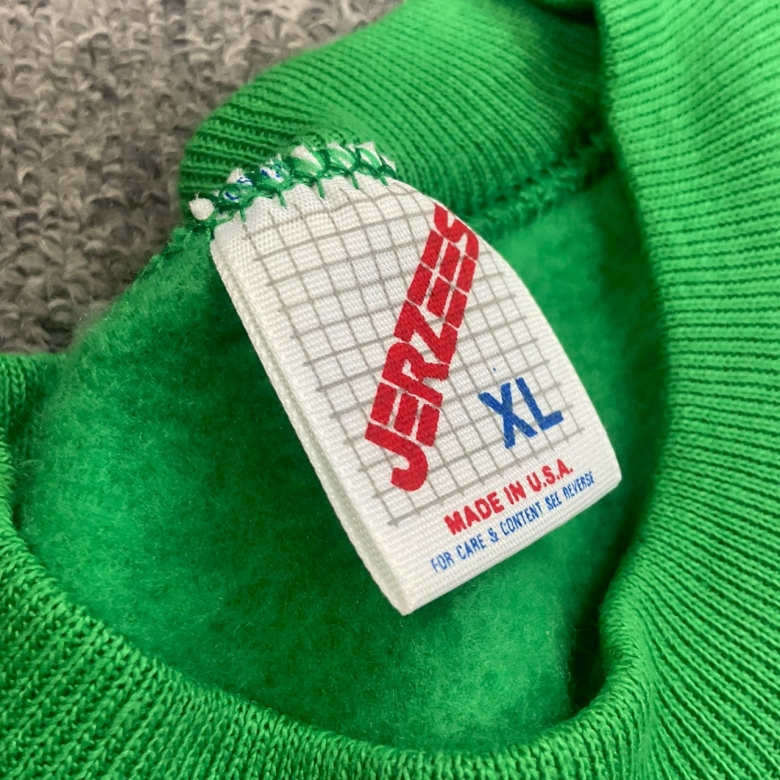 JERZEES
XL
MADE IN U.S.A.
FOR CARE & CONTENT SEE REVERSE